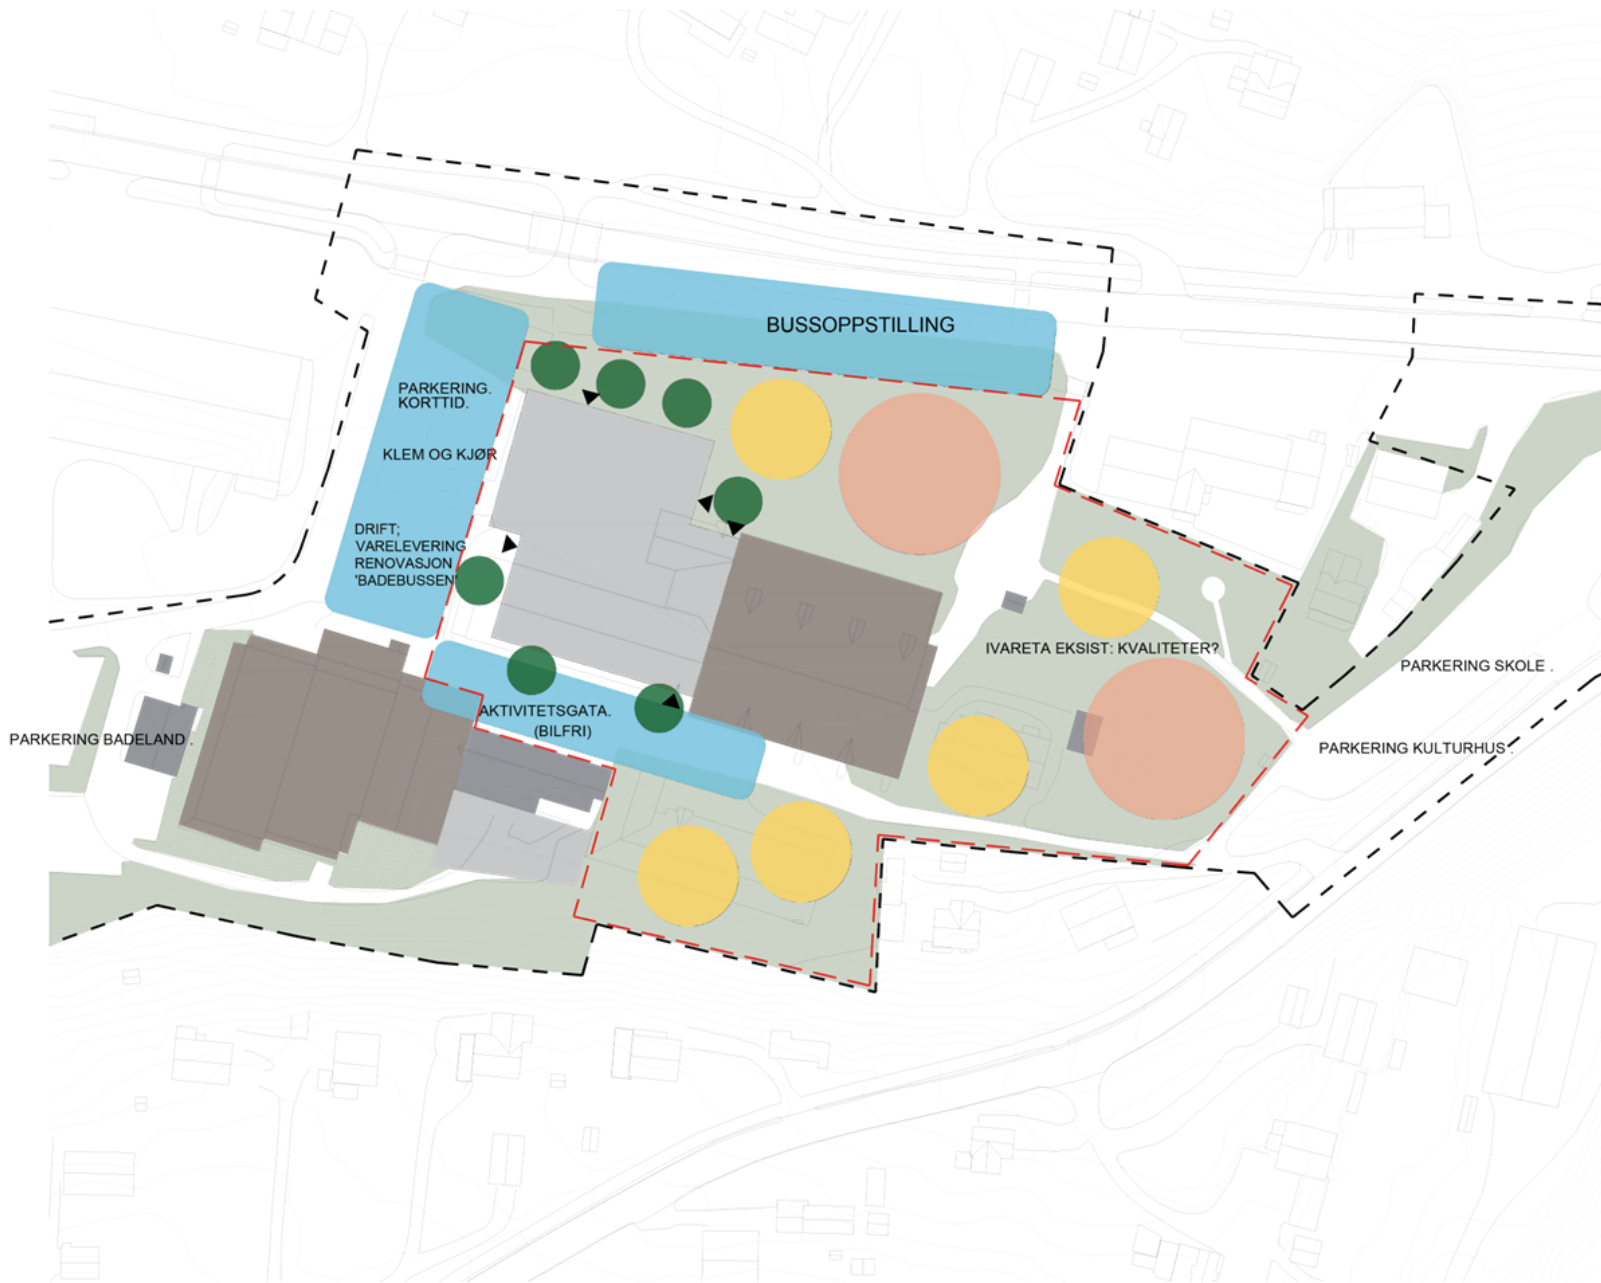 BUSSOPPSTILLING
PARKERING.
KORTTID.
KLEM OG KJØR
DRIFT;
VARELEVERING
RENOVASJON
'BADEBUSSEN'
IVARETA EKSIST: KVALITETER?
PARKERING SKOLE .
AKTIVITETSGATA.
(BILFRI)
PARKERING BADELAND .
PARKERING KULTURHUS .